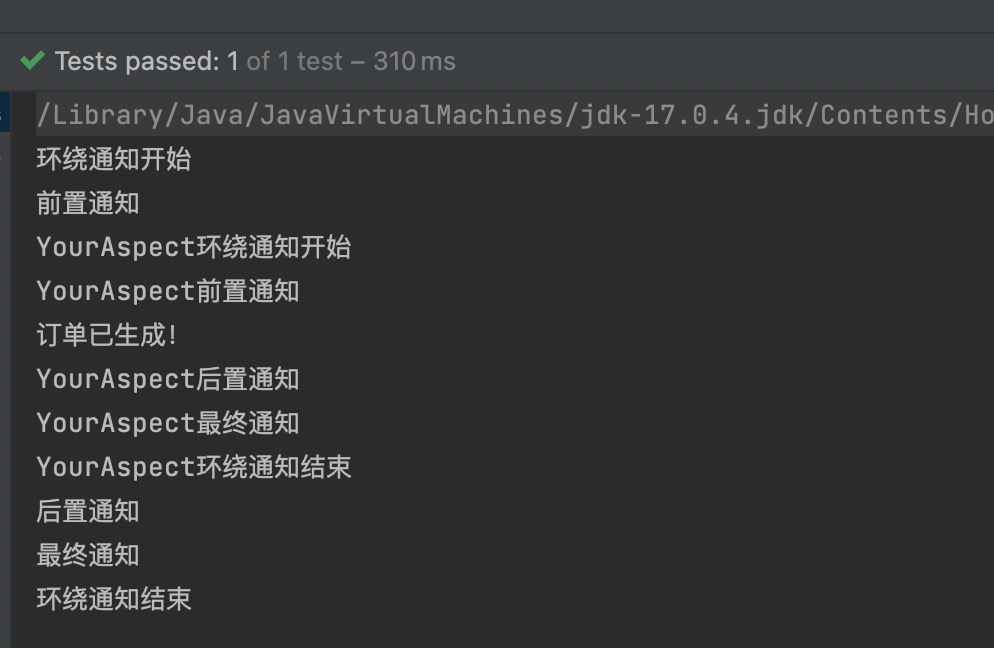 Tests passed: 1 of 1 test – 310 ms
/Library/Java/JavaVirtualMachines/jdk-17.0.4.jdk/Contents/Ho
环绕通知开始
前置通知
YourAspect环绕通知开始
YourAspect前置通知
订单已生成!
YourAspect后置通知
YourAspect最终通知
YourAspect环绕通知结束
后置通知
最终通知
环绕通知结束